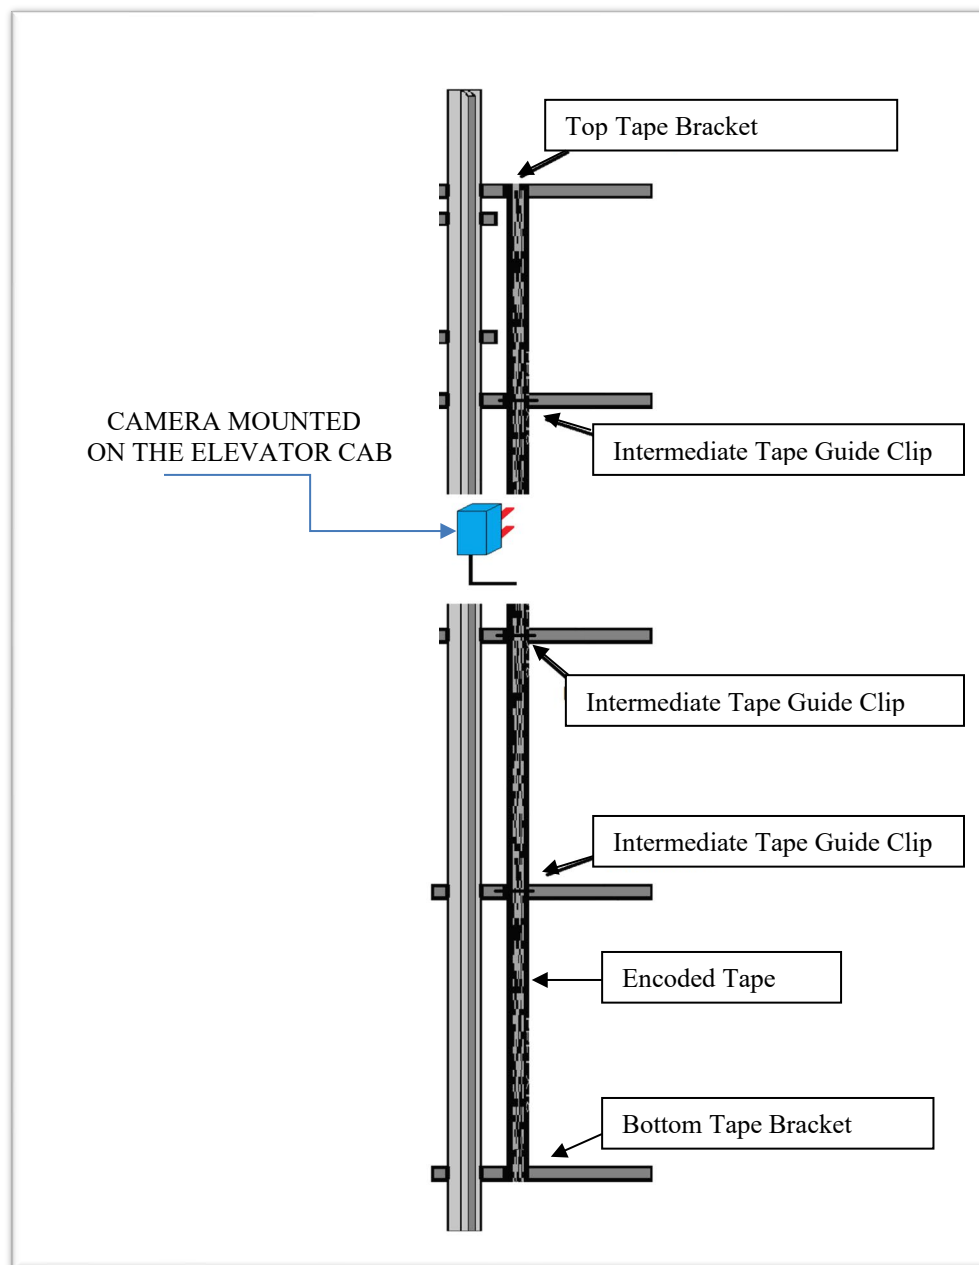 Top Tape Bracket
CAMERA MOUNTED
ON THE ELEVATOR CAB
Intermediate Tape Guide Clip
Intermediate Tape Guide Clip
Intermediate Tape Guide Clip
Encoded Tape
Bottom Tape Bracket